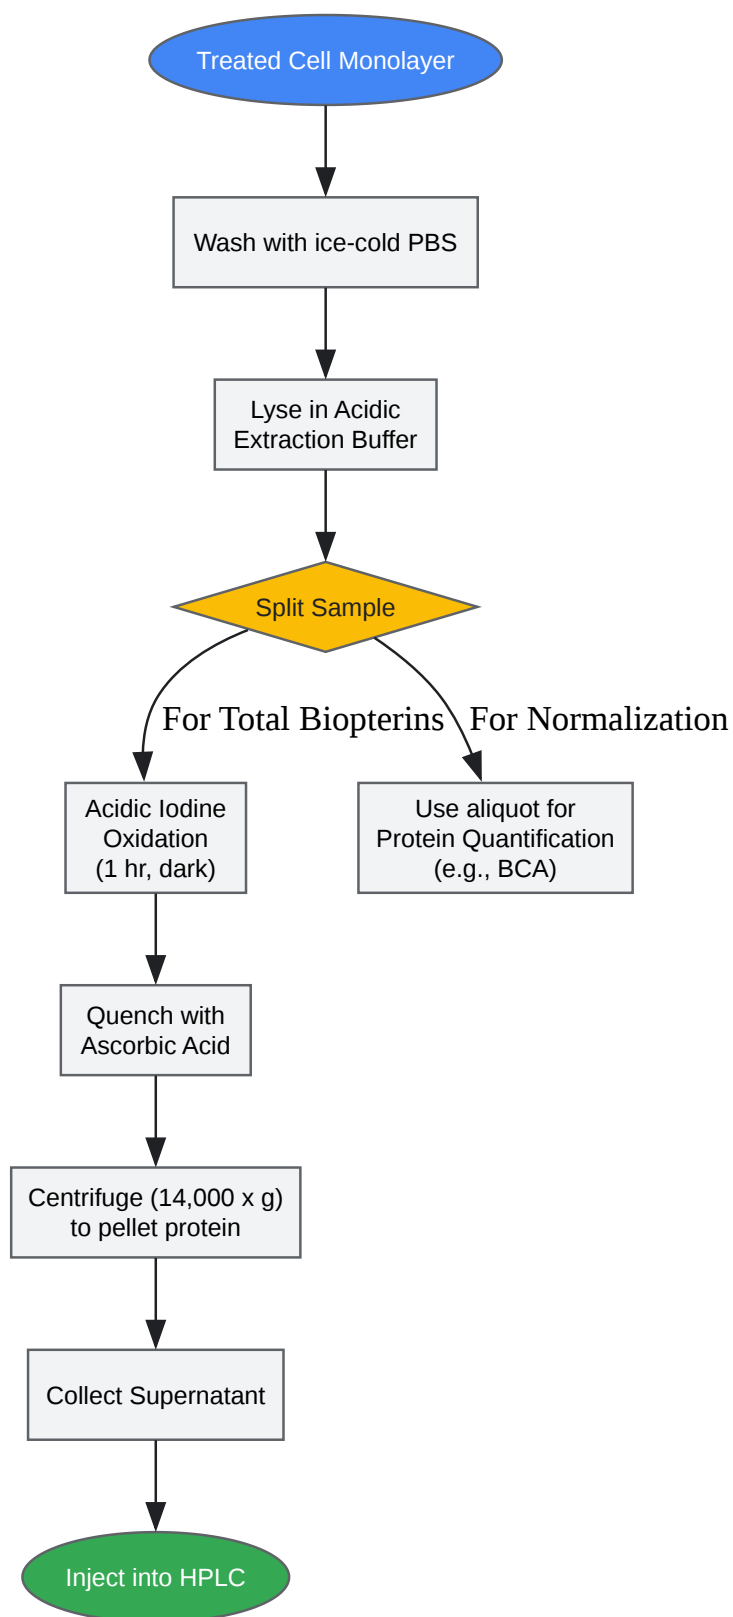 Treated Cell Monolayer
Wash with ice-cold PBS
Lyse in Acidic
Extraction Buffer
Split Sample
For Total Biopterins
For Normalization
Acidic Iodine
Oxidation
(1 hr, dark)
Use aliquot for
Protein Quantification
(e.g., BCA)
Quench with
Ascorbic Acid
Centrifuge (14,000 x g)
to pellet protein
Collect Supernatant
Inject into HPLC